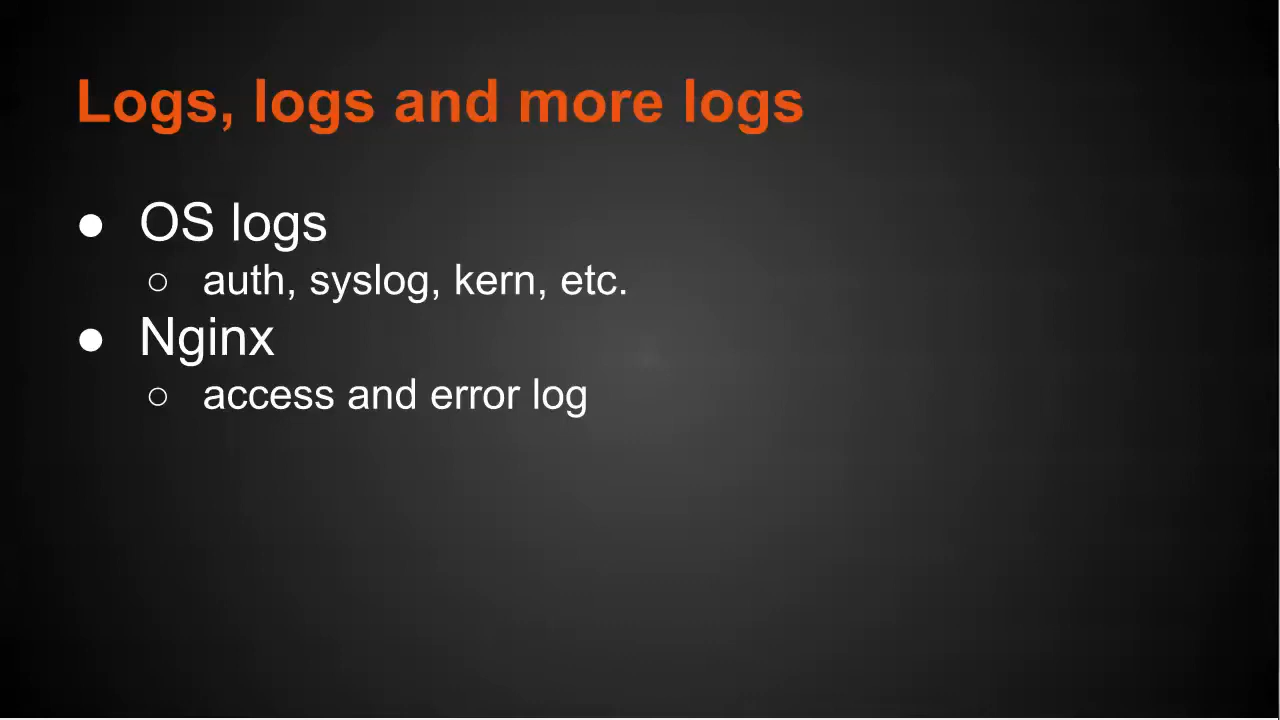 Logs, logs and more logs
● OS logs
○ auth, syslog, kern, etc.
● Nginx
○ access and error log